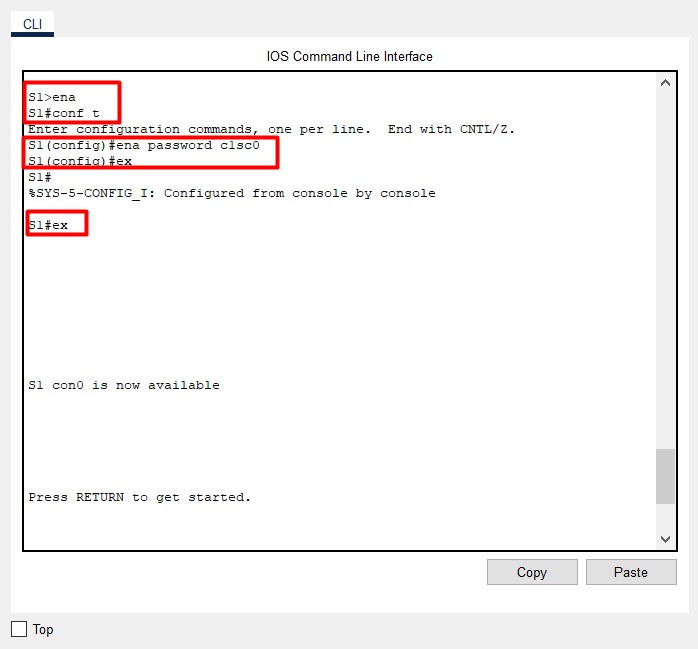 CLI
IOS Command Line Interface
S1>ena
S1#conf t
Enter configuration commands, one per line.  End with CNTL/Z.
S1(config)#ena password c1sc0
S1(config)#ex
S1#
%SYS-5-CONFIG_I: Configured from console by console
S1#ex
S1 con0 is now available
Press RETURN to get started.
Copy
Paste
Top